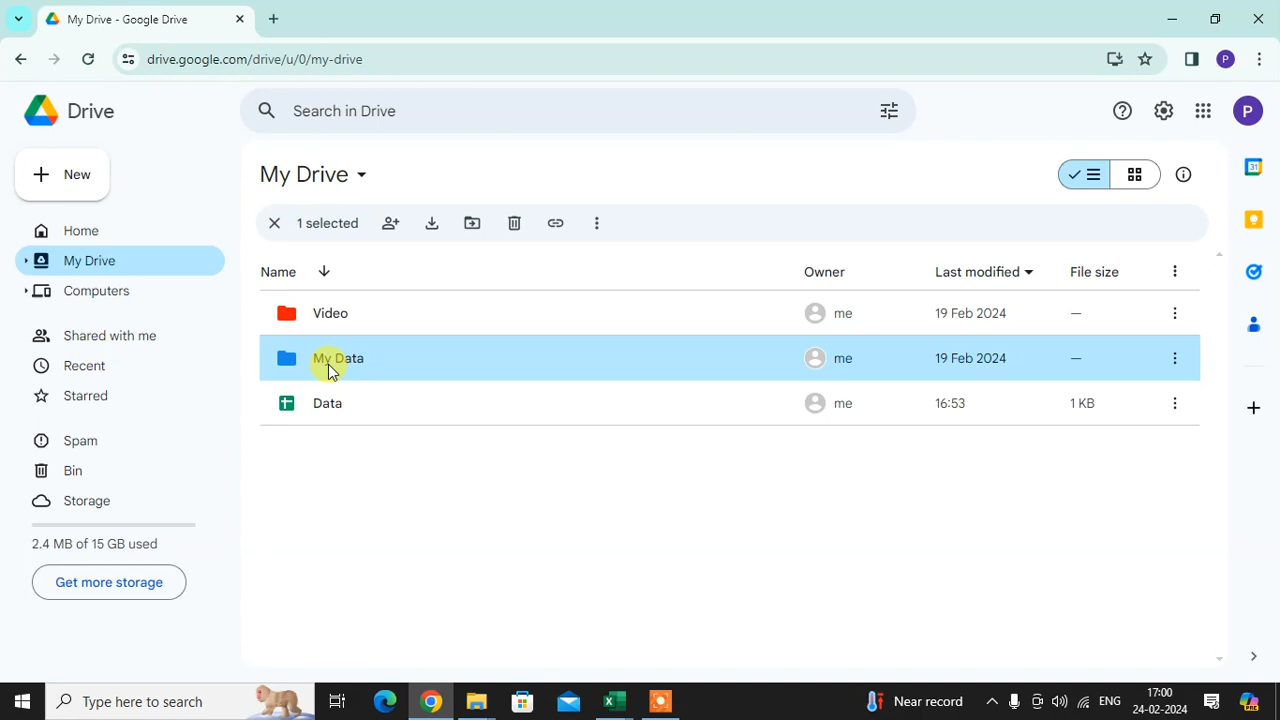 My Drive - Google Drive
drive.google.com/drive/u/0/my-drive
P
Drive
Search in Drive
P
New
My Drive
31
1 selected
Home
My Drive
Computers
Shared with me
Recent
Starred
Spam
Bin
Storage
2.4 MB of 15 GB used
Get more storage
Name Owner Last modified File size
Video me 19 Feb 2024 —
My Data me 19 Feb 2024 —
Data me 16:53 1 KB
Type here to search
Near record
ENG
17:00
24-02-2024